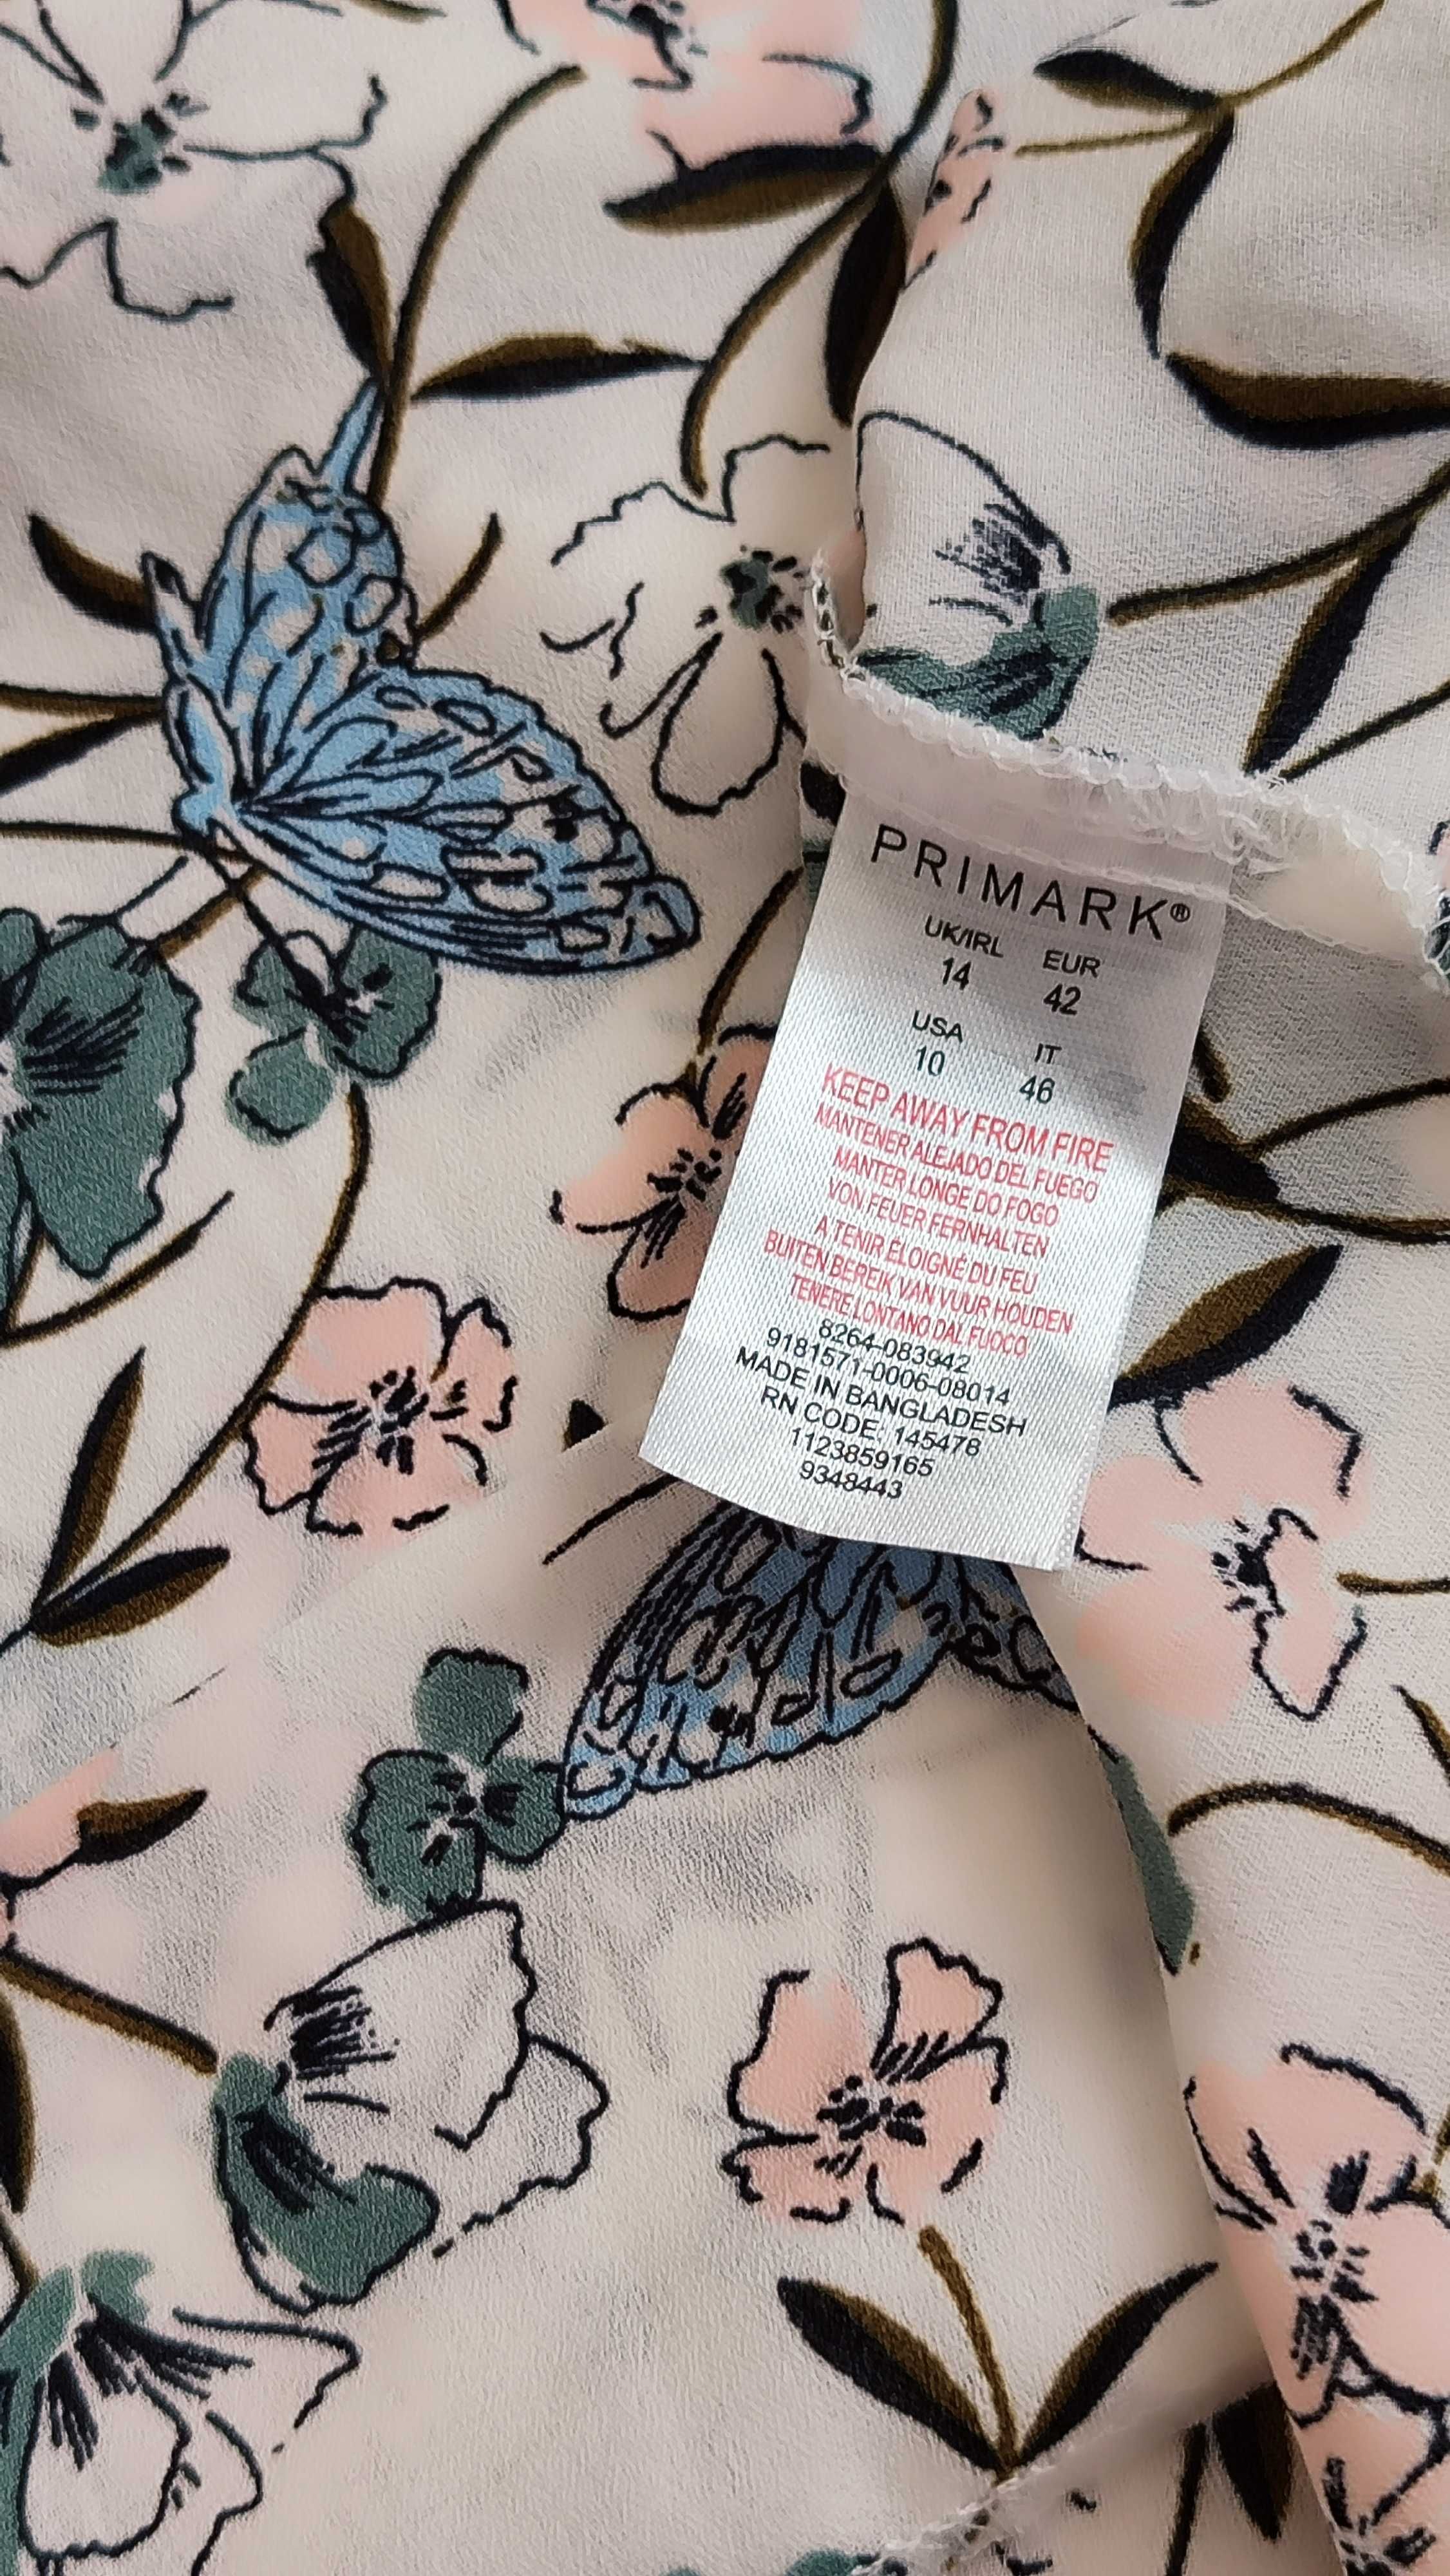 PRIMARK®
UK/IRL EUR
14 42
USA IT
10 46
KEEP AWAY FROM FIRE
MANTENER ALEJADO DEL FUEGO
MANTER LONGE DO FOGO
VON FEUER FERNHALTEN
A TENIR ÉLOIGNÉ DU FEU
BUITEN BEREIK VAN VUUR HOUDEN
TENERE LONTANO DAL FUOCO
8264-083942
9181571-0006-08014
MADE IN BANGLADESH
RN CODE: 145478
1123859165
9348443